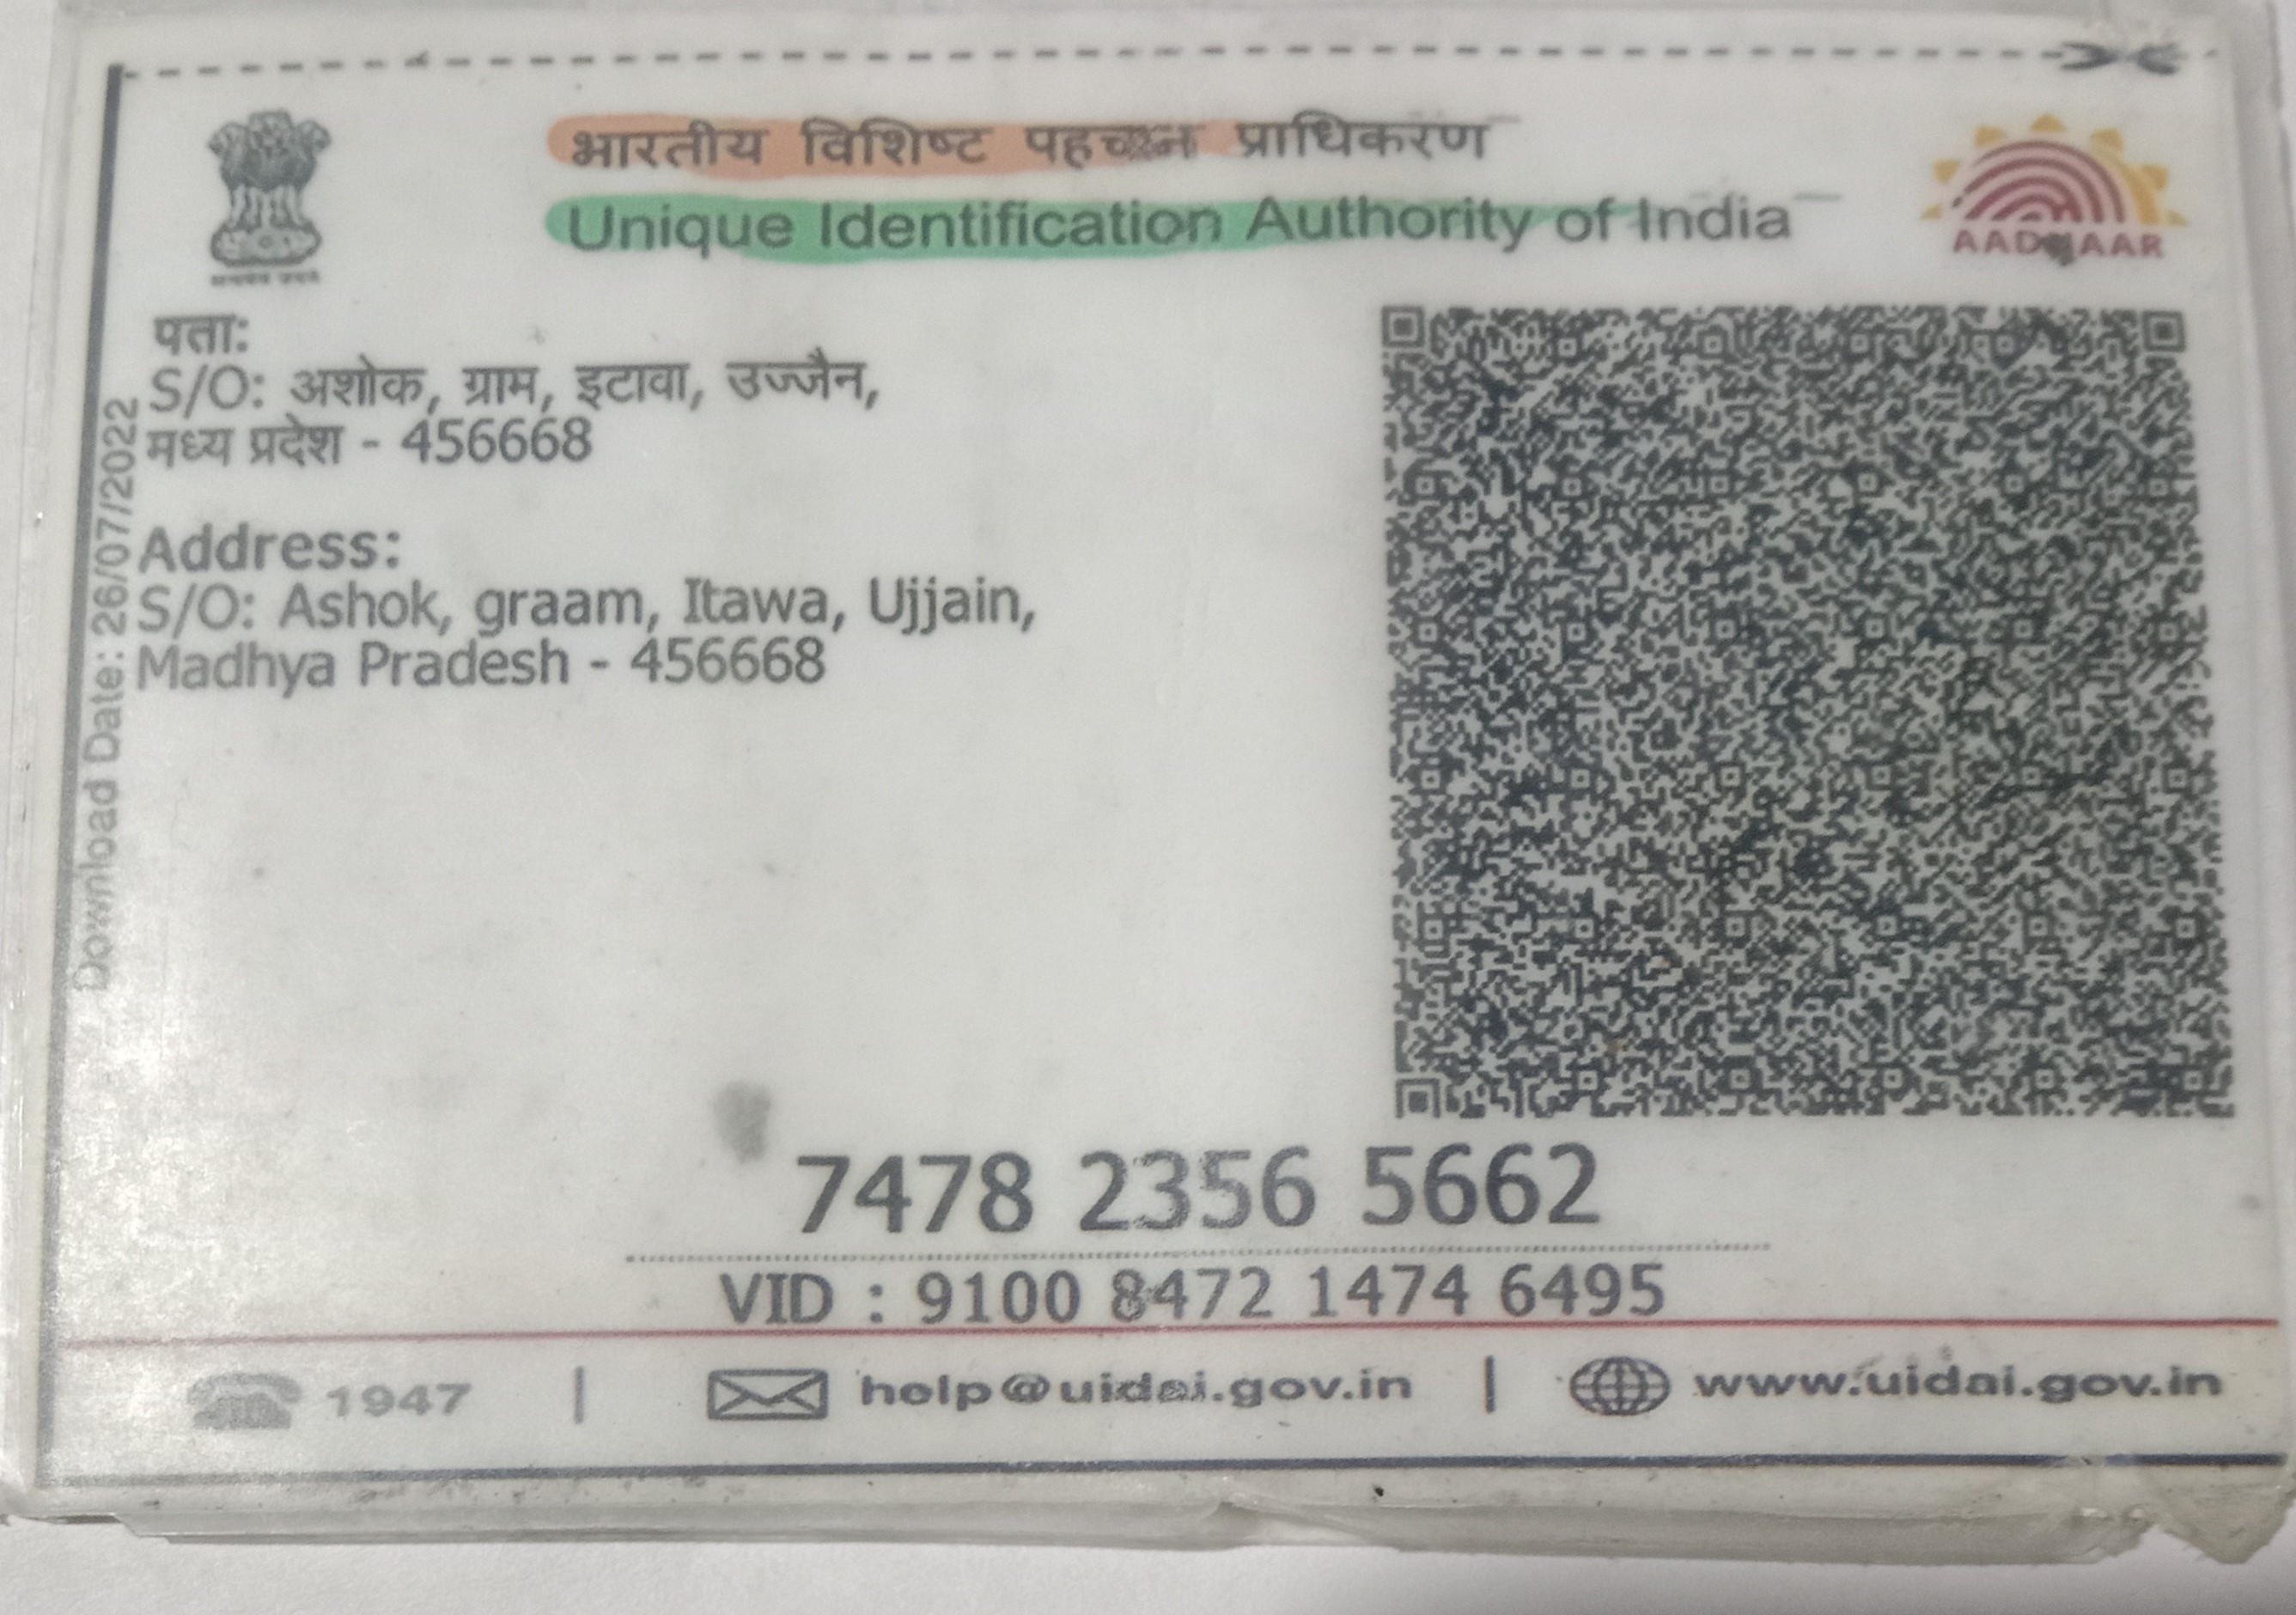 भारतीय विशिष्ट पहचान प्राधिकरण
Unique Identification Authority of India
AADHAAR
पता:
S/O: अशोक, ग्राम, इटावा, उज्जैन,
मध्य प्रदेश - 456668
Address:
S/O: Ashok, graam, Itawa, Ujjain,
Madhya Pradesh - 456668
Download Date: 26/07/2022
7478 2356 5662
VID : 9100 8472 1474 6495
1947 | help@uidai.gov.in | www.uidai.gov.in